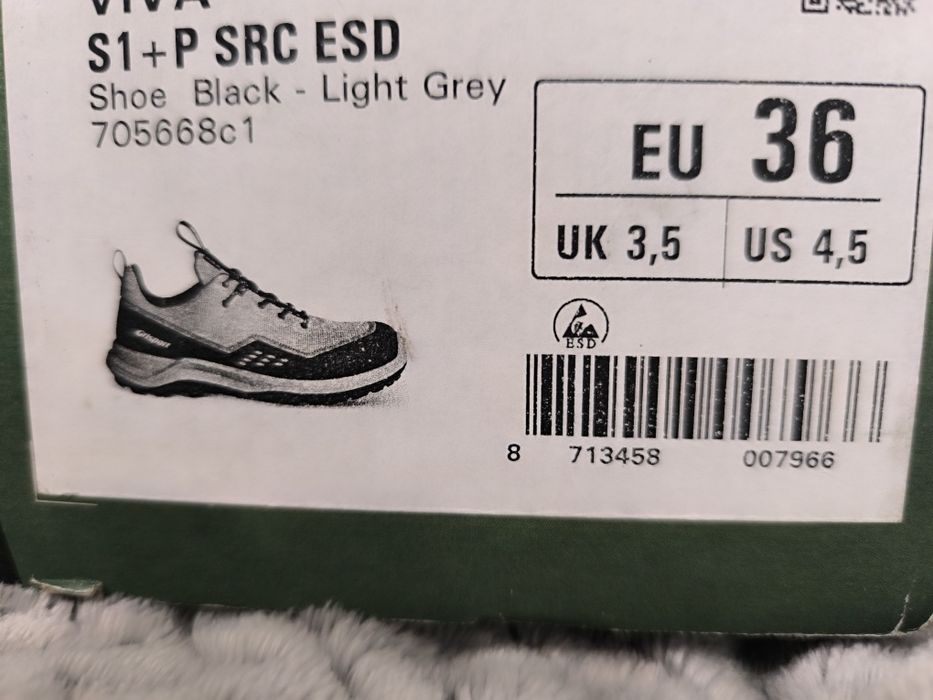 VIVA
S1+P SRC ESD
Shoe Black - Light Grey
705668c1
EU 36
UK 3,5 US 4,5
ESD
8 713458 007966